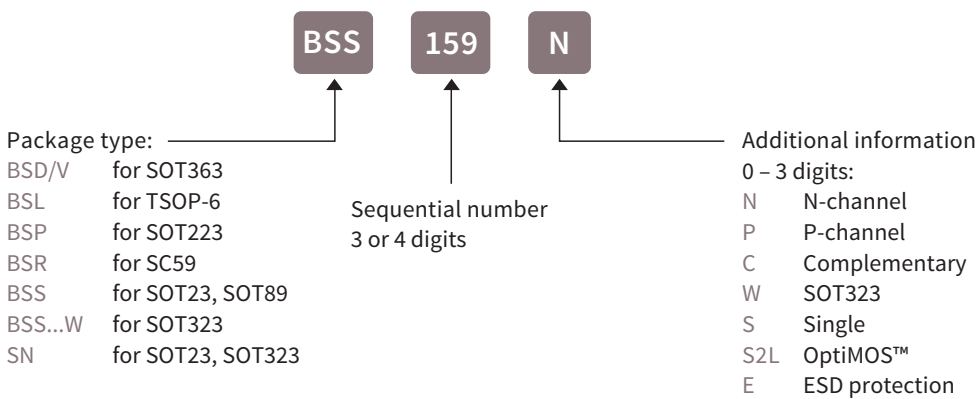 BSS 159 N
Package type:
BSD/V for SOT363
BSL for TSOP-6
BSP for SOT223
BSR for SC59
BSS for SOT23, SOT89
BSS...W for SOT323
SN for SOT23, SOT323
Sequential number
3 or 4 digits
Additional information
0 – 3 digits:
N N-channel
P P-channel
C Complementary
W SOT323
S Single
S2L OptiMOS™
E ESD protection